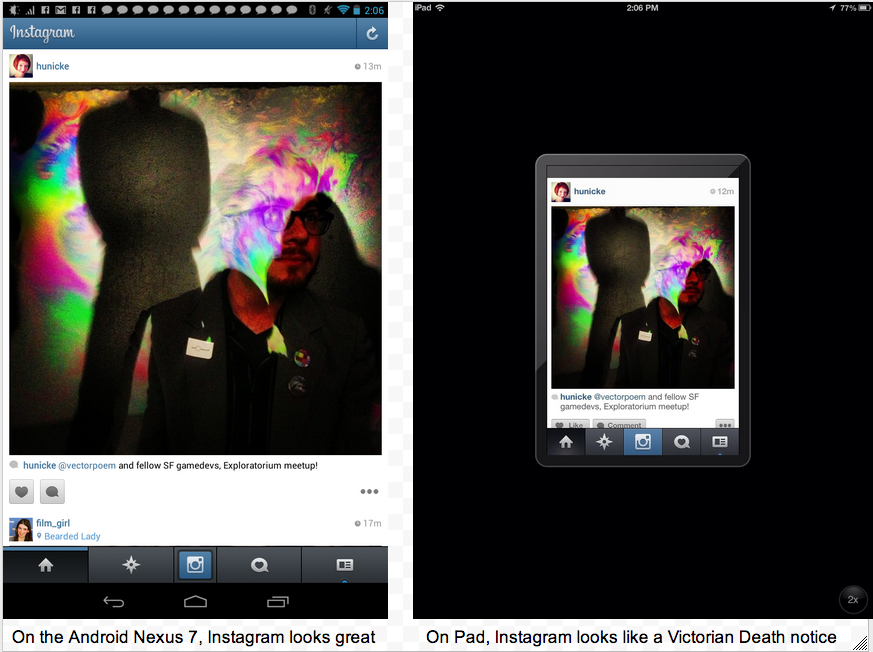 2:06
Instagram
hunicke
13m
hunicke @vectorpoem and fellow SF gamedevs, Exploratorium meetup!
film_girl
17m
Bearded Lady
On the Android Nexus 7, Instagram looks great
iPad
2:06 PM
77%
hunicke
12m
hunicke @vectorpoem and fellow SF
gamedevs, Exploratorium meetup!
Like
Comment
2x
On Pad, Instagram looks like a Victorian Death notice